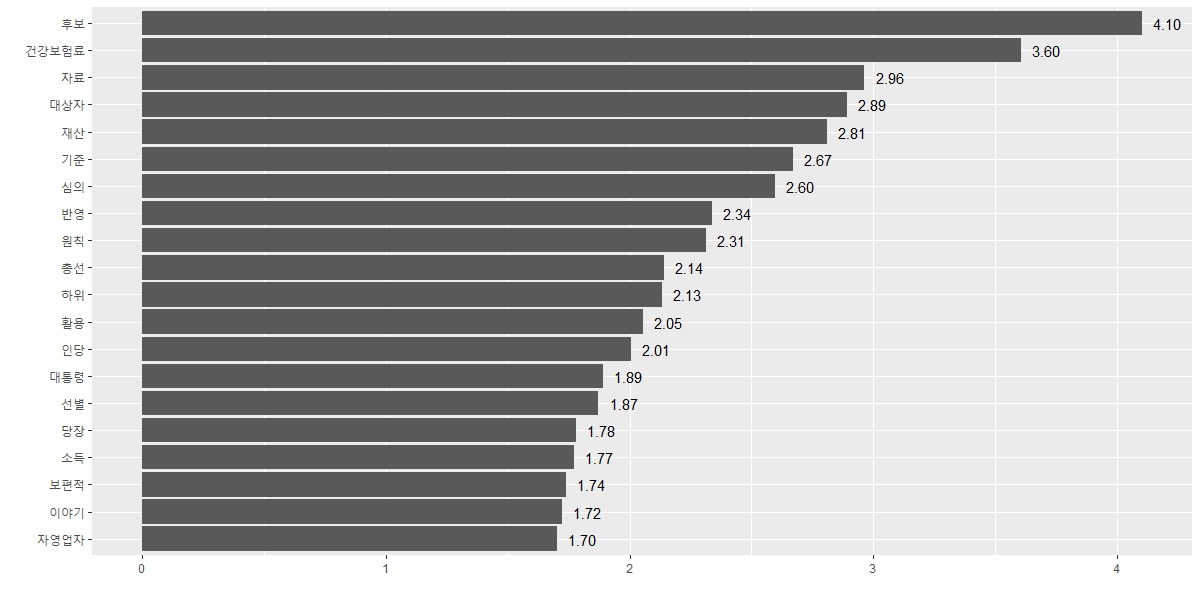 후보 4.10
건강보험료 3.60
자료 2.96
대상자 2.89
재산 2.81
기준 2.67
심의 2.60
반영 2.34
원칙 2.31
총선 2.14
하위 2.13
활용 2.05
인당 2.01
대통령 1.89
선별 1.87
당장 1.78
소득 1.77
보편적 1.74
이야기 1.72
자영업자 1.70
0 1 2 3 4